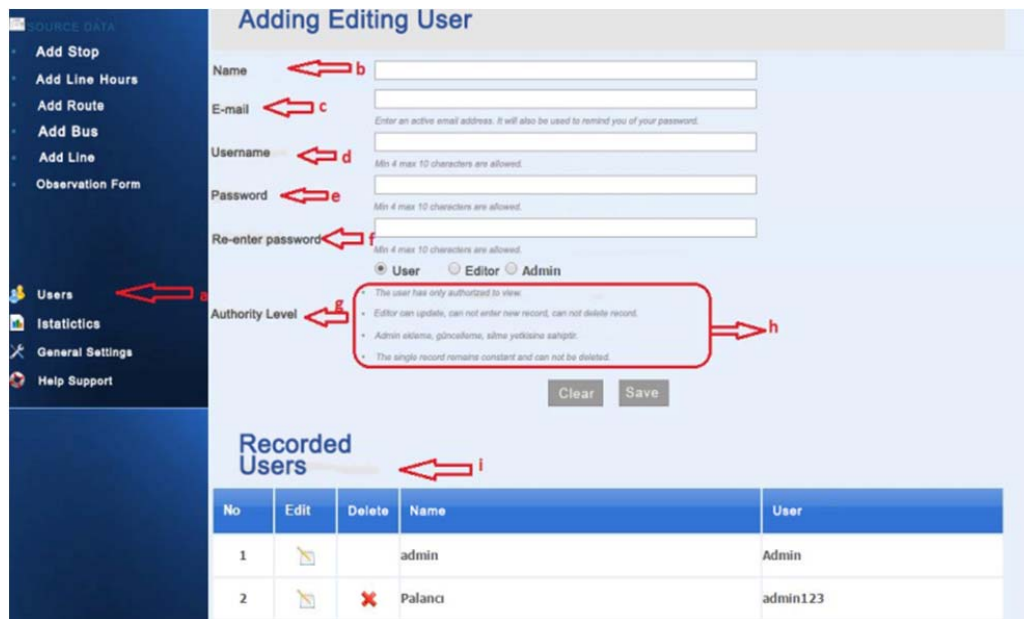 SOURCE DATA
Add Stop
Add Line Hours
Add Route
Add Bus
Add Line
Observation Form
Users
a
Istatictics
General Settings
Help Support
Adding Editing User
Name
b
E-mail
c
Enter an active email address. It will also be used to remind you of your password.
Username
d
Min 4 max 10 characters are allowed.
Password
e
Min 4 max 10 characters are allowed.
Re-enter password
f
Min 4 max 10 characters are allowed.
User Editor Admin
Authority Level
g
• The user has only authorized to view.
• Editor can update, can not enter new record, can not delete record.
• Admin ekleme, güncelleme, silme yetkisine sahiptir.
• The single record remains constant and can not be deleted.
h
Clear Save
Recorded
Users
i
No Edit Delete Name User
1 admin Admin
2 Palancı admin123